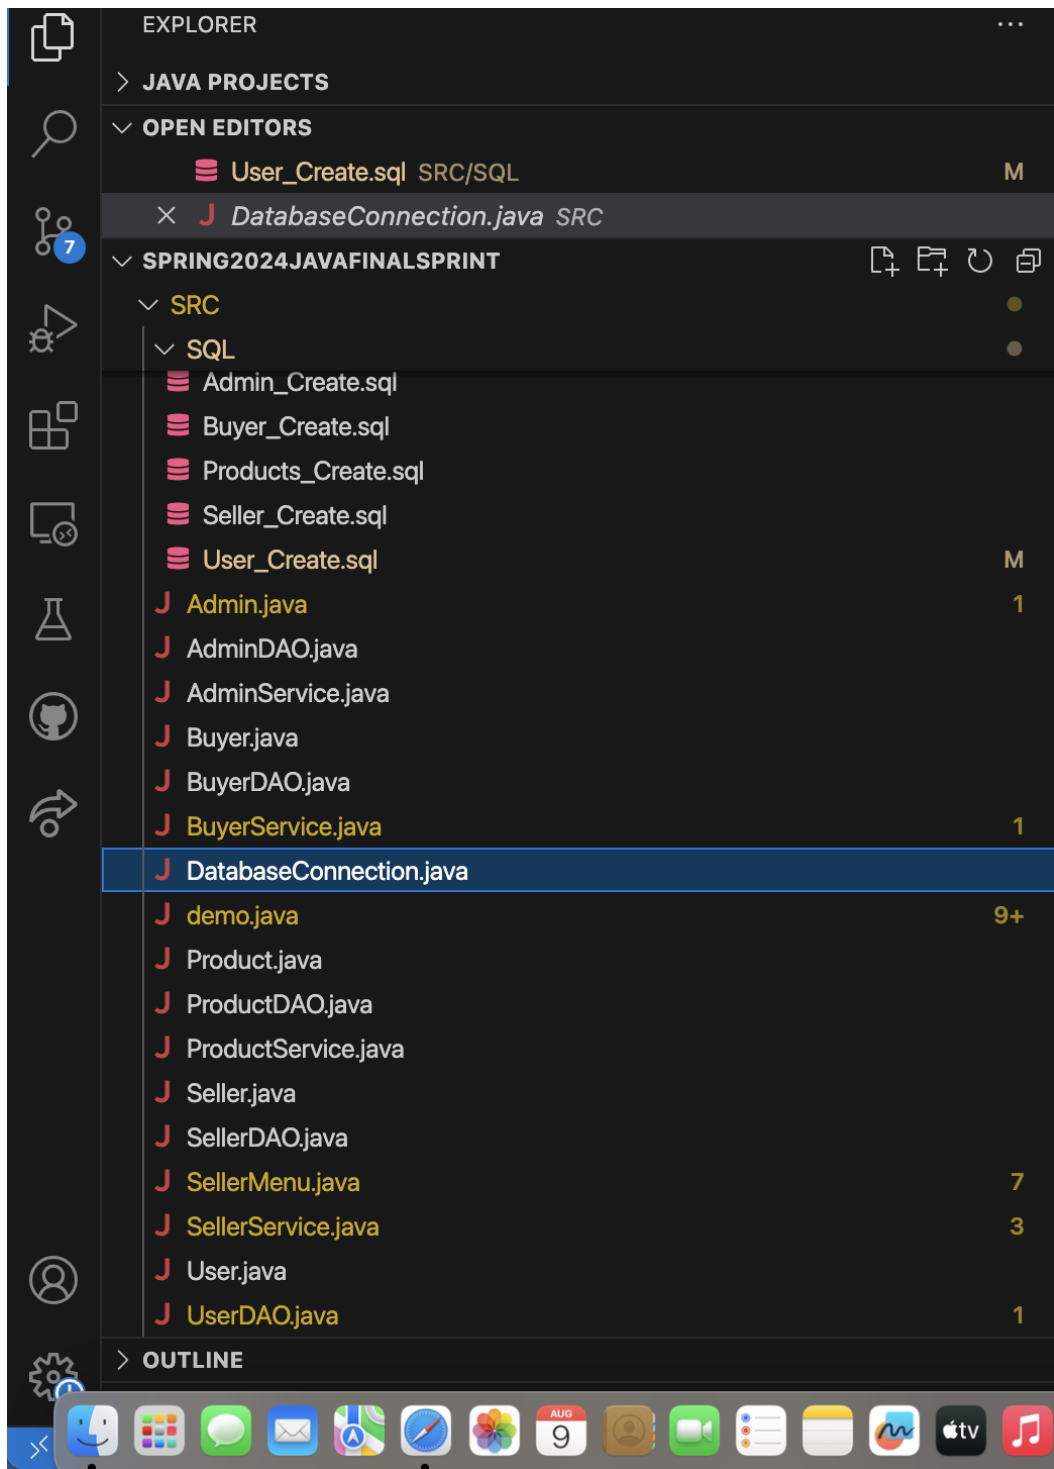 EXPLORER
JAVA PROJECTS
OPEN EDITORS
User_Create.sql SRC/SQL M
DatabaseConnection.java SRC
7
SPRING2024JAVAFINALSPRINT
SRC
SQL
Admin_Create.sql
Buyer_Create.sql
Products_Create.sql
Seller_Create.sql
User_Create.sql M
J Admin.java 1
J AdminDAO.java
J AdminService.java
J Buyer.java
J BuyerDAO.java
J BuyerService.java 1
J DatabaseConnection.java
J demo.java 9+
J Product.java
J ProductDAO.java
J ProductService.java
J Seller.java
J SellerDAO.java
J SellerMenu.java 7
J SellerService.java 3
J User.java
J UserDAO.java 1
OUTLINE
AUG
9
tv